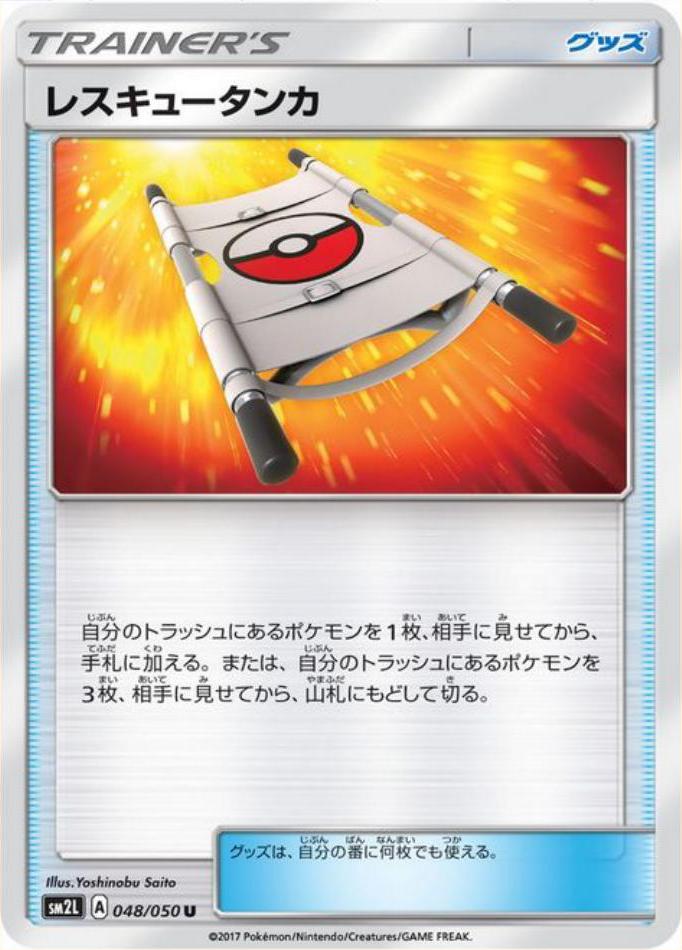 TRAINER'S
グッズ
レスキュータンカ
自分のトラッシュにあるポケモンを1枚、相手に見せてから、
手札に加える。または、自分のトラッシュにあるポケモンを
3枚、相手に見せてから、山札にもどして切る。
グッズは、自分の番に何枚でも使える。
Illus.Yoshinobu Saito
SM2L A 048/050 U
©2017 Pokémon/Nintendo/Creatures/GAME FREAK.